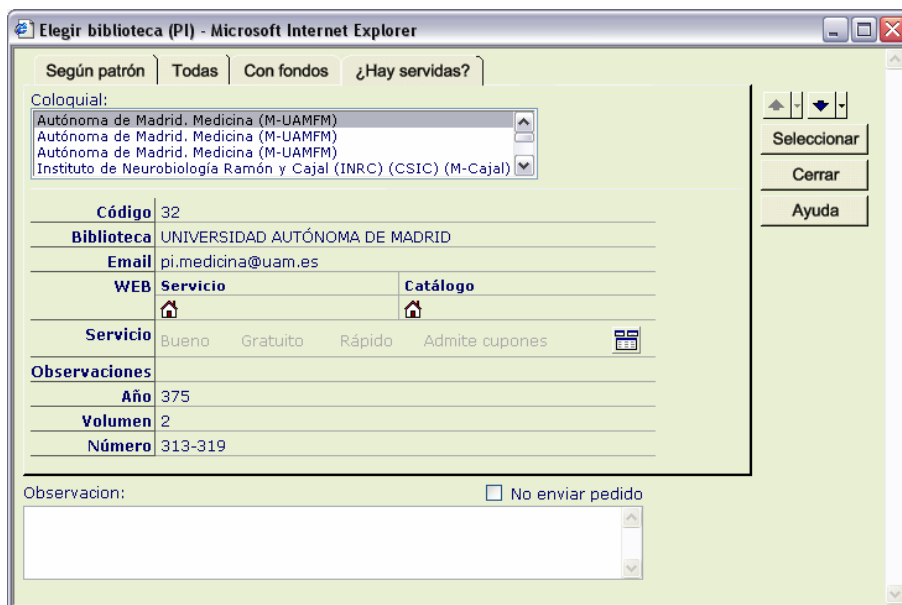 Elegir biblioteca (PI) - Microsoft Internet Explorer
Según patrón Todas Con fondos ¿Hay servidas?
Coloquial:
Autónoma de Madrid. Medicina (M-UAMFM)
Autónoma de Madrid. Medicina (M-UAMFM)
Autónoma de Madrid. Medicina (M-UAMFM)
Instituto de Neurobiología Ramón y Cajal (INRC) (CSIC) (M-Cajal)
Seleccionar
Cerrar
Ayuda
Código 32
Biblioteca UNIVERSIDAD AUTÓNOMA DE MADRID
Email pi.medicina@uam.es
WEB Servicio Catálogo
Servicio Bueno Gratuito Rápido Admite cupones
Observaciones
Año 375
Volumen 2
Número 313-319
Observacion: No enviar pedido